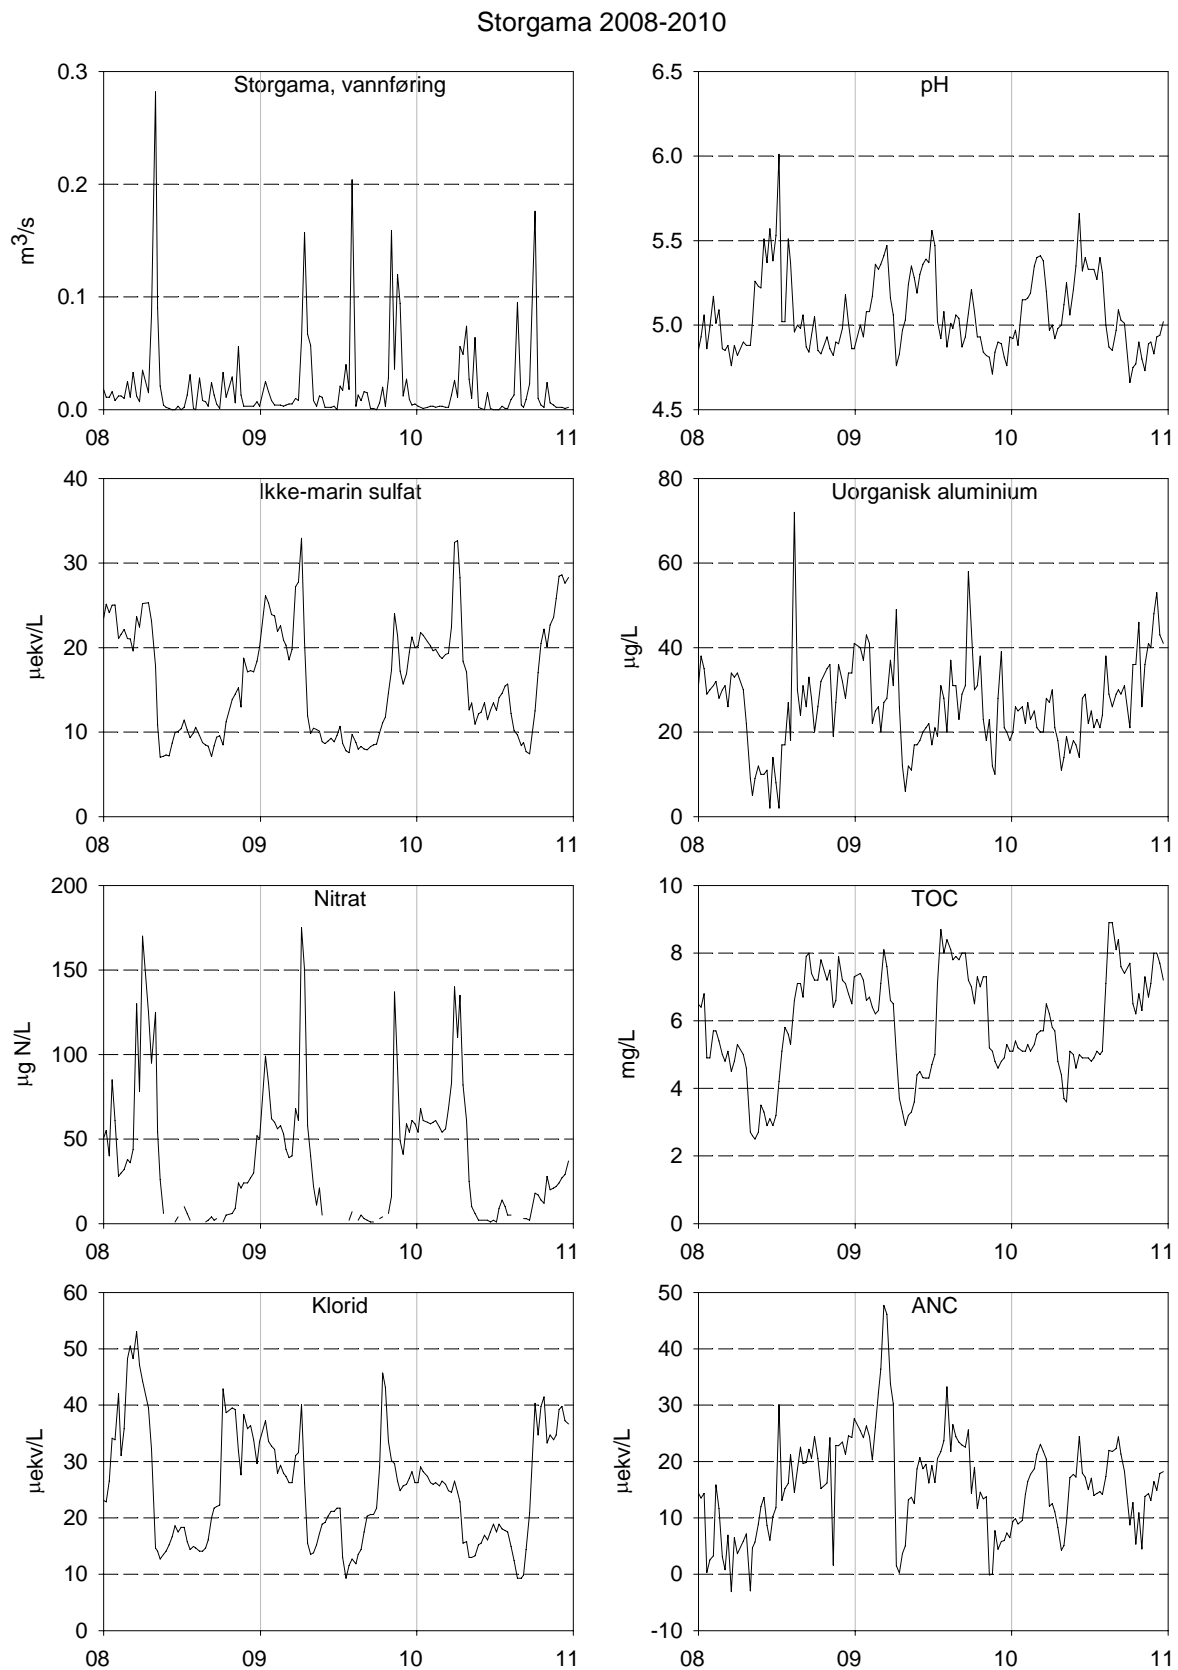 Storgama 2008-2010
Storgama, vannføring
m3/s
0.3
0.2
0.1
0.0
08 09 10 11
pH
6.5
6.0
5.5
5.0
4.5
08 09 10 11
Ikke-marin sulfat
µekv/L
40
30
20
10
0
08 09 10 11
Uorganisk aluminium
µg/L
80
60
40
20
0
08 09 10 11
Nitrat
µg N/L
200
150
100
50
0
08 09 10 11
TOC
mg/L
10
8
6
4
2
0
08 09 10 11
Klorid
µekv/L
60
50
40
30
20
10
0
08 09 10 11
ANC
µekv/L
50
40
30
20
10
0
-10
08 09 10 11